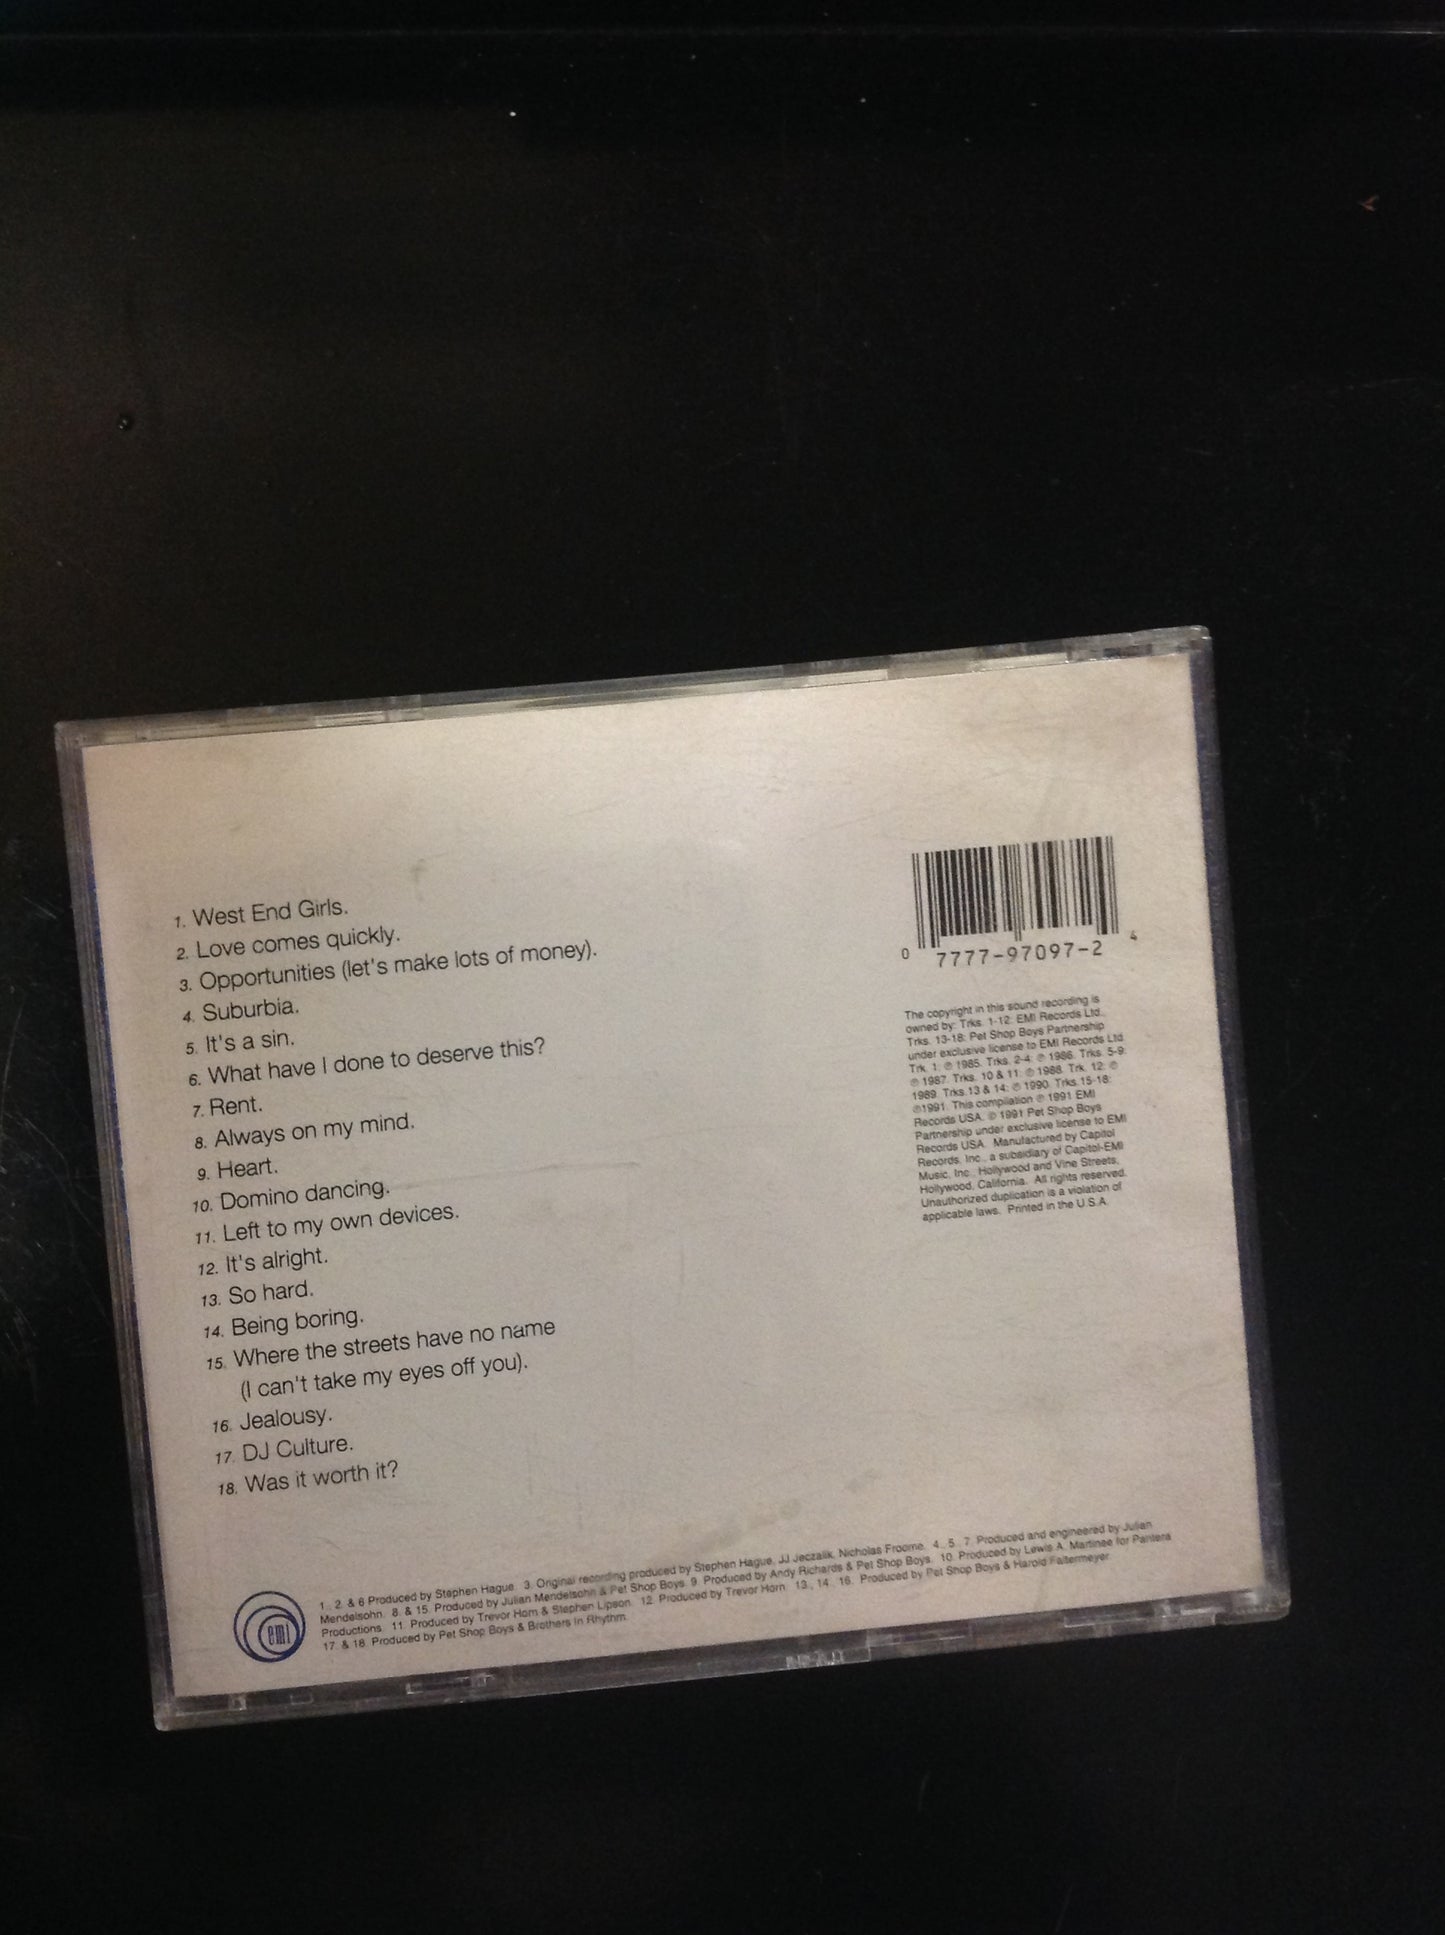 1. West End Girls.
2. Love comes quickly.
3. Opportunities (let's make lots of money).
4. Suburbia.
5. It's a sin.
6. What have I done to deserve this?
7. Rent.
8. Always on my mind.
9. Heart.
10. Domino dancing.
11. Left to my own devices.
12. It's alright.
13. So hard.
14. Being boring.
15. Where the streets have no name
(I can't take my eyes off you).
16. Jealousy.
17. DJ Culture.
18. Was it worth it?
0 7777-97097-2 4
The copyright in this sound recording is
owned by: Trks. 1-12: EMI Records Ltd.,
Trks. 13-18: Pet Shop Boys Partnership
under exclusive license to EMI Records Ltd
Trk. 1: ℗ 1985. Trks. 2-4: ℗ 1986. Trks. 5-9:
℗ 1987. Trks. 10 & 11: ℗ 1988. Trk. 12: ℗
1989. Trks.13 & 14: ℗ 1990. Trks.15-18:
℗1991. This compilation ℗ 1991 EMI
Records USA. © 1991 Pet Shop Boys
Partnership under exclusive license to EMI
Records USA. Manufactured by Capitol
Records, Inc., a subsidiary of Capitol-EMI
Music, Inc., Hollywood and Vine Streets,
Hollywood, California. All rights reserved.
Unauthorized duplication is a violation of
applicable laws. Printed in the U.S.A.
emi
1., 2. & 6 Produced by Stephen Hague. 3. Original recording produced by Stephen Hague, JJ Jeczalik, Nicholas Froome. 4., 5., 7. Produced and engineered by Julian
Mendelsohn. 8. & 15. Produced by Julian Mendelsohn & Pet Shop Boys. 9. Produced by Andy Richards & Pet Shop Boys. 10. Produced by Lewis A. Martinee for Pantera
Productions. 11. Produced by Trevor Horn & Stephen Lipson. 12. Produced by Trevor Horn. 13., 14., 16. Produced by Pet Shop Boys & Harold Faltermeyer.
17. & 18. Produced by Pet Shop Boys & Brothers In Rhythm.